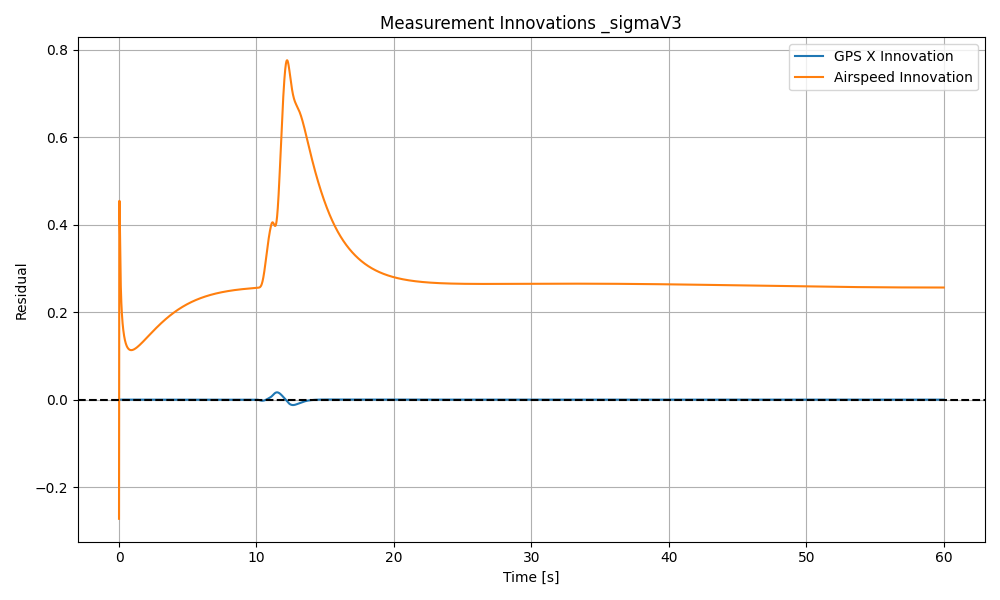 Measurement Innovations _sigmaV3
GPS X Innovation
Airspeed Innovation
Residual
0.8
0.6
0.4
0.2
0.0
−0.2
0 10 20 30 40 50 60
Time [s]